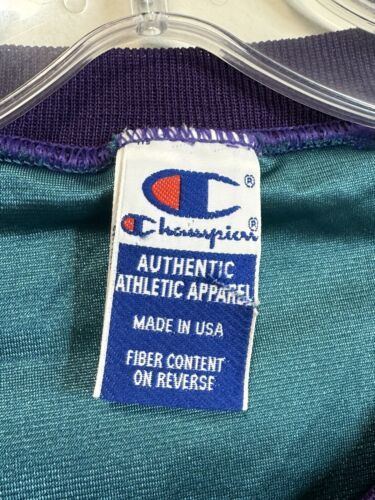 ®
Champion®
AUTHENTIC
ATHLETIC APPAREL
MADE IN USA
FIBER CONTENT
ON REVERSE